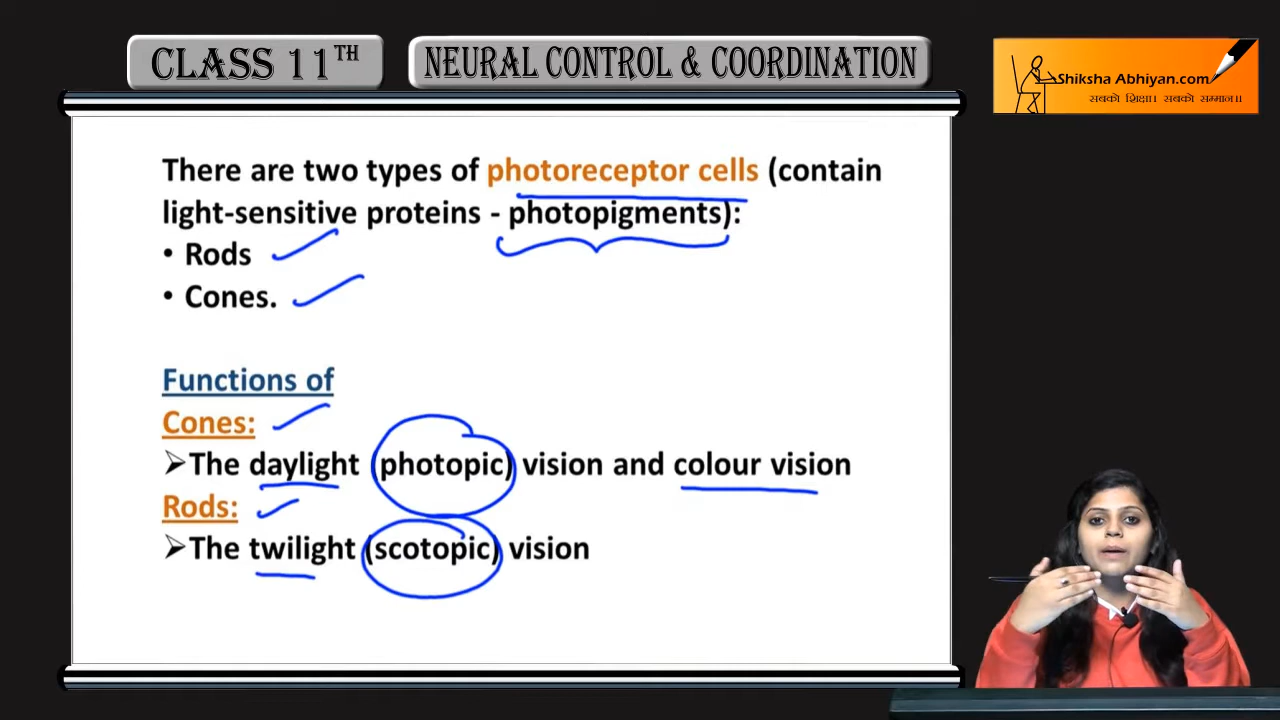 CLASS 11TH
NEURAL CONTROL & COORDINATION
Shiksha Abhiyan.com
सबको शिक्षा। सबको सम्मान।।
There are two types of photoreceptor cells (contain
light-sensitive proteins - photopigments):
• Rods
• Cones.
Functions of
Cones:
➢The daylight (photopic) vision and colour vision
Rods:
➢The twilight (scotopic) vision